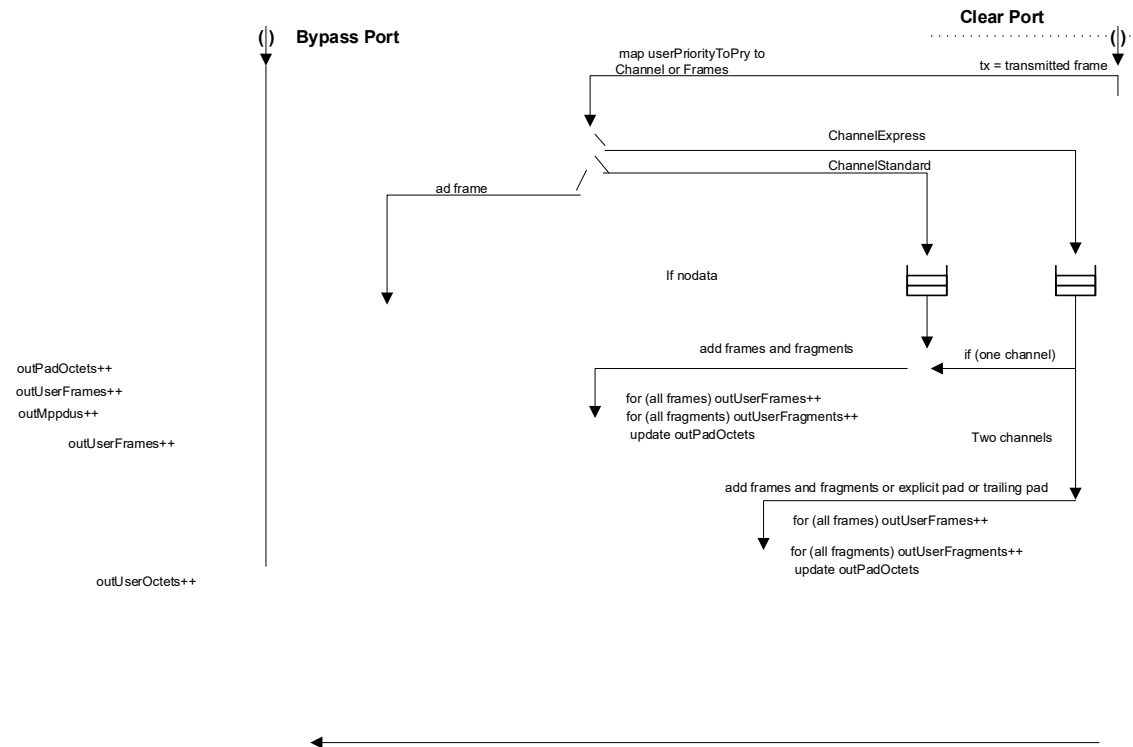 Clear Port
( )
Bypass Port
( )
map userPriorityToPry to
Channel or Frames
tx = transmitted frame
ChannelExpress
ChannelStandard
ad frame
If nodata
add frames and fragments
if (one channel)
outPadOctets++
outUserFrames++
outMppdus++
outUserFrames++
for (all frames) outUserFrames++
for (all fragments) outUserFragments++
update outPadOctets
Two channels
add frames and fragments or explicit pad or trailing pad
for (all frames) outUserFrames++
for (all fragments) outUserFragments++
update outPadOctets
outUserOctets++